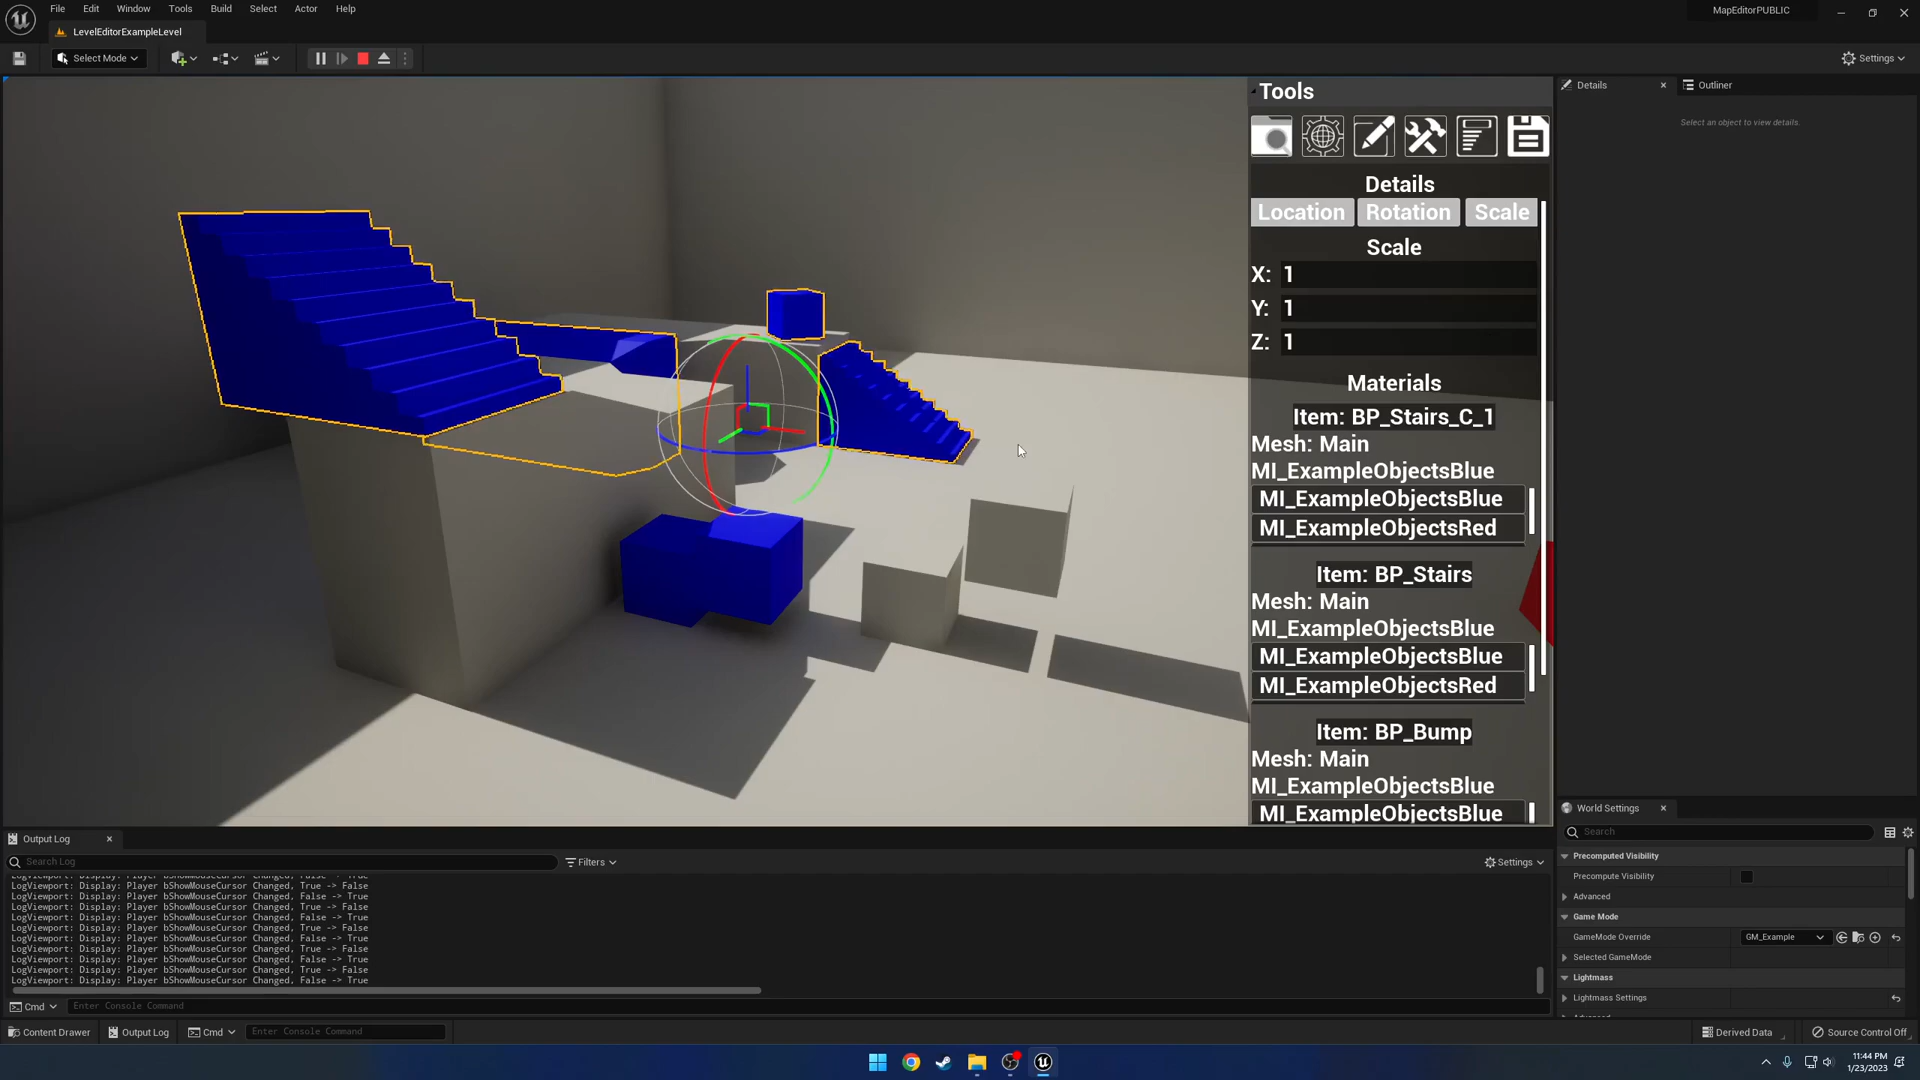 File Edit Window Tools Build Select Actor Help
MapEditorPUBLIC
LevelEditorExampleLevel
Select Mode
Settings
Tools
Details
Location Rotation Scale
Scale
X: 1
Y: 1
Z: 1
Materials
Item: BP_Stairs_C_1
Mesh: Main
MI_ExampleObjectsBlue
MI_ExampleObjectsBlue
MI_ExampleObjectsRed
Item: BP_Stairs
Mesh: Main
MI_ExampleObjectsBlue
MI_ExampleObjectsBlue
MI_ExampleObjectsRed
Item: BP_Bump
Mesh: Main
MI_ExampleObjectsBlue
MI_ExampleObjectsBlue
Details
Outliner
Select an object to view details.
World Settings
Search
Precomputed Visibility
Precompute Visibility
Advanced
Game Mode
GameMode Override
GM_Example
Selected GameMode
Lightmass
Lightmass Settings
Output Log
Search Log
Filters
Settings
LogViewport: Display: Player bShowMouseCursor Changed, False -> True
LogViewport: Display: Player bShowMouseCursor Changed, True -> False
LogViewport: Display: Player bShowMouseCursor Changed, False -> True
LogViewport: Display: Player bShowMouseCursor Changed, True -> False
LogViewport: Display: Player bShowMouseCursor Changed, False -> True
LogViewport: Display: Player bShowMouseCursor Changed, True -> False
LogViewport: Display: Player bShowMouseCursor Changed, False -> True
LogViewport: Display: Player bShowMouseCursor Changed, True -> False
LogViewport: Display: Player bShowMouseCursor Changed, False -> True
LogViewport: Display: Player bShowMouseCursor Changed, True -> False
LogViewport: Display: Player bShowMouseCursor Changed, False -> True
Cmd
Enter Console Command
Content Drawer
Output Log
Cmd
Enter Console Command
Derived Data
Source Control Off
11:44 PM
1/23/2023